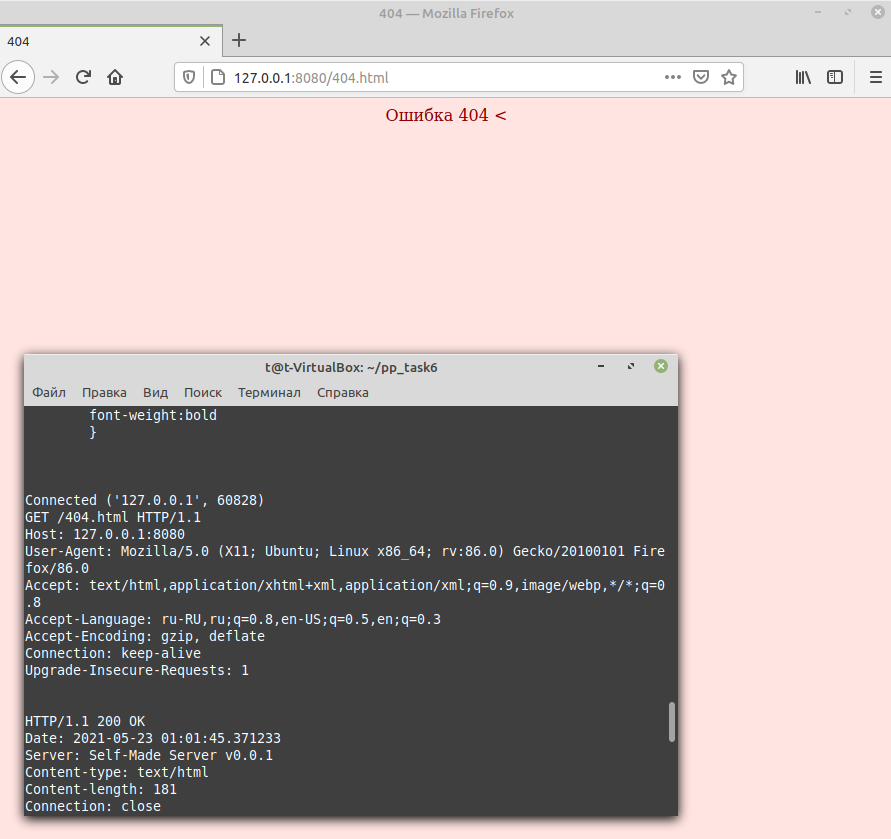 404 — Mozilla Firefox
404
127.0.0.1:8080/404.html
Ошибка 404 <
t@t-VirtualBox: ~/pp_task6
Файл Правка Вид Поиск Терминал Справка
font-weight:bold
}
Connected ('127.0.0.1', 60828)
GET /404.html HTTP/1.1
Host: 127.0.0.1:8080
User-Agent: Mozilla/5.0 (X11; Ubuntu; Linux x86_64; rv:86.0) Gecko/20100101 Fire
fox/86.0
Accept: text/html,application/xhtml+xml,application/xml;q=0.9,image/webp,*/*;q=0
.8
Accept-Language: ru-RU,ru;q=0.8,en-US;q=0.5,en;q=0.3
Accept-Encoding: gzip, deflate
Connection: keep-alive
Upgrade-Insecure-Requests: 1
HTTP/1.1 200 OK
Date: 2021-05-23 01:01:45.371233
Server: Self-Made Server v0.0.1
Content-type: text/html
Content-length: 181
Connection: close